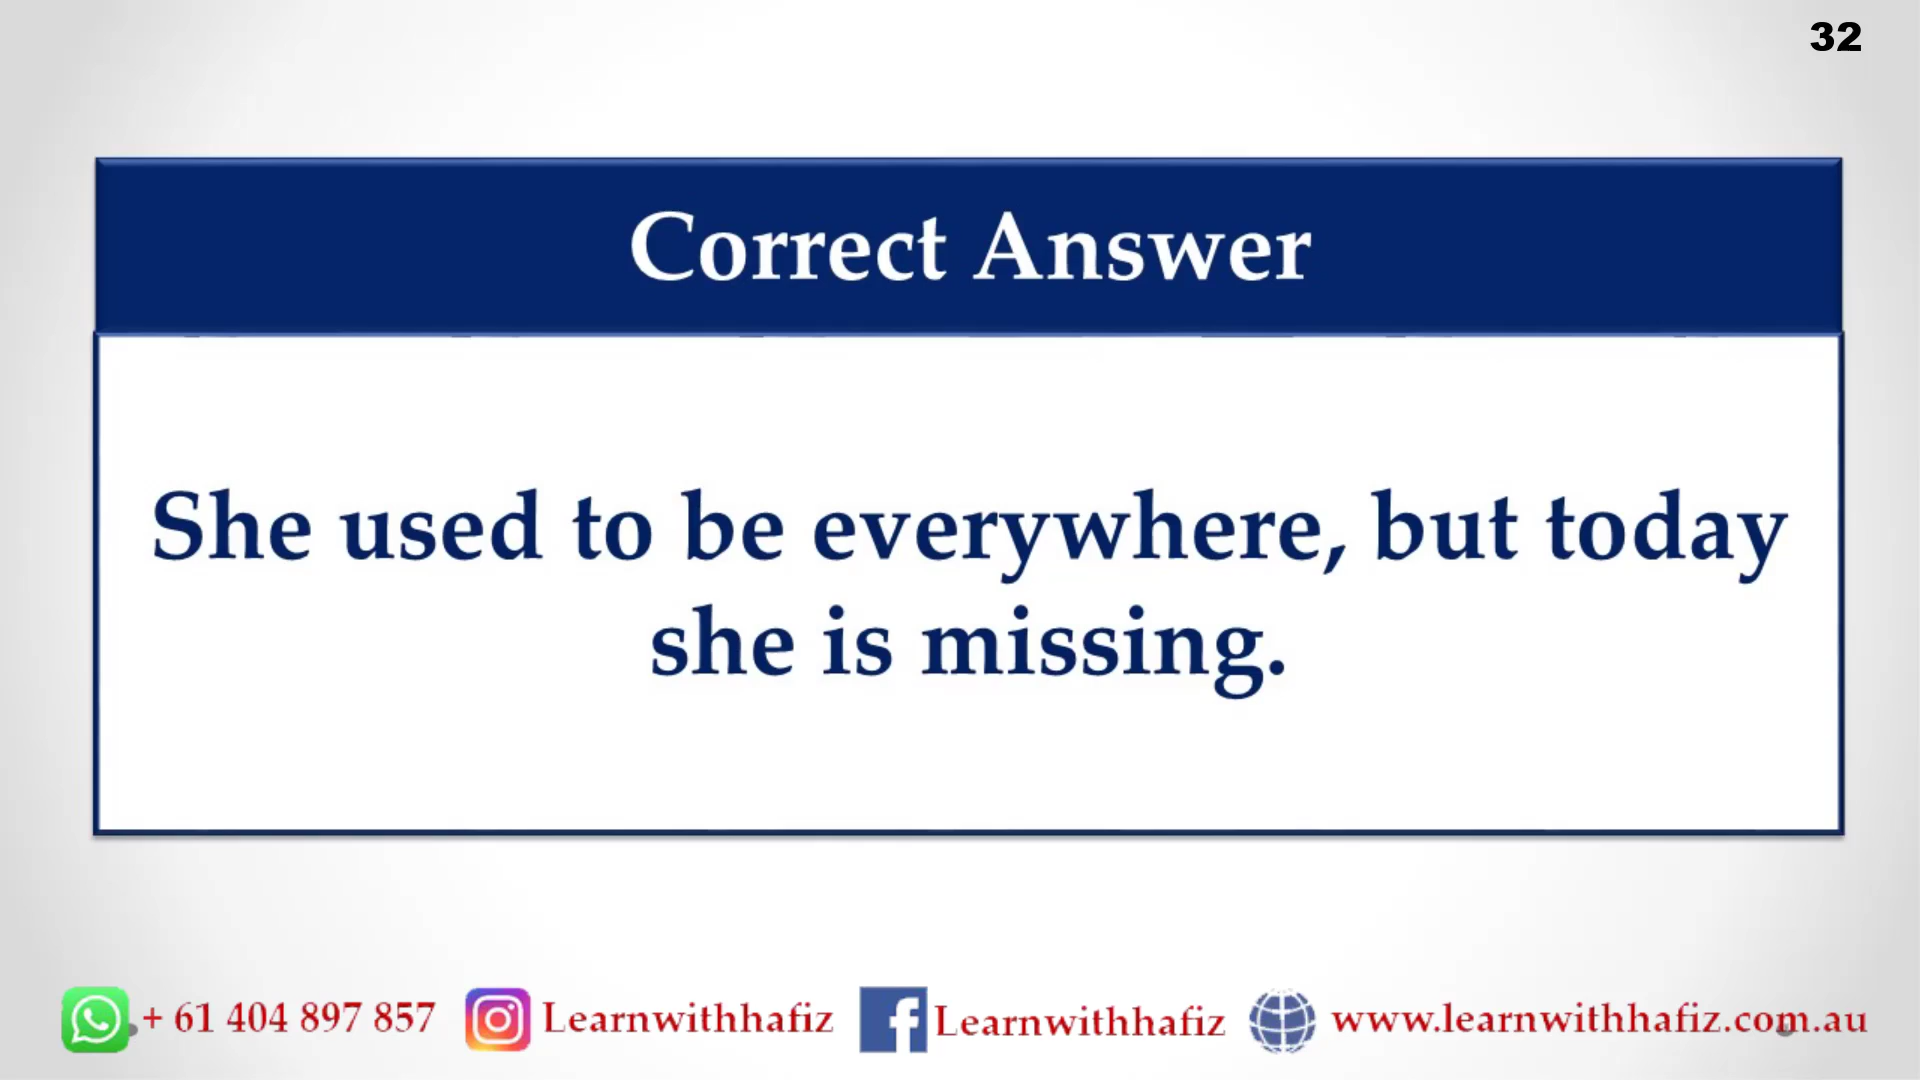 32
Correct Answer
She used to be everywhere, but today
she is missing.
+ 61 404 897 857 Learnwithhafiz Learnwithhafiz www.learnwithhafiz.com.au